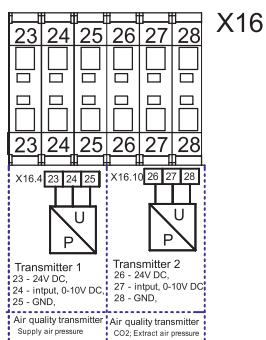 X16
23 24 25 26 27 28
23 24 25 26 27 28
X16.4 23 24 25
X16.10 26 27 28
U
P
U
P
Transmitter 1
23 - 24V DC,
24 - intput, 0-10V DC,
25 - GND,
Transmitter 2
26 - 24V DC,
27 - intput, 0-10V DC
28 - GND,
Air quality transmitter
Supply air pressure
Air quality transmitter
CO2; Extract air pressure